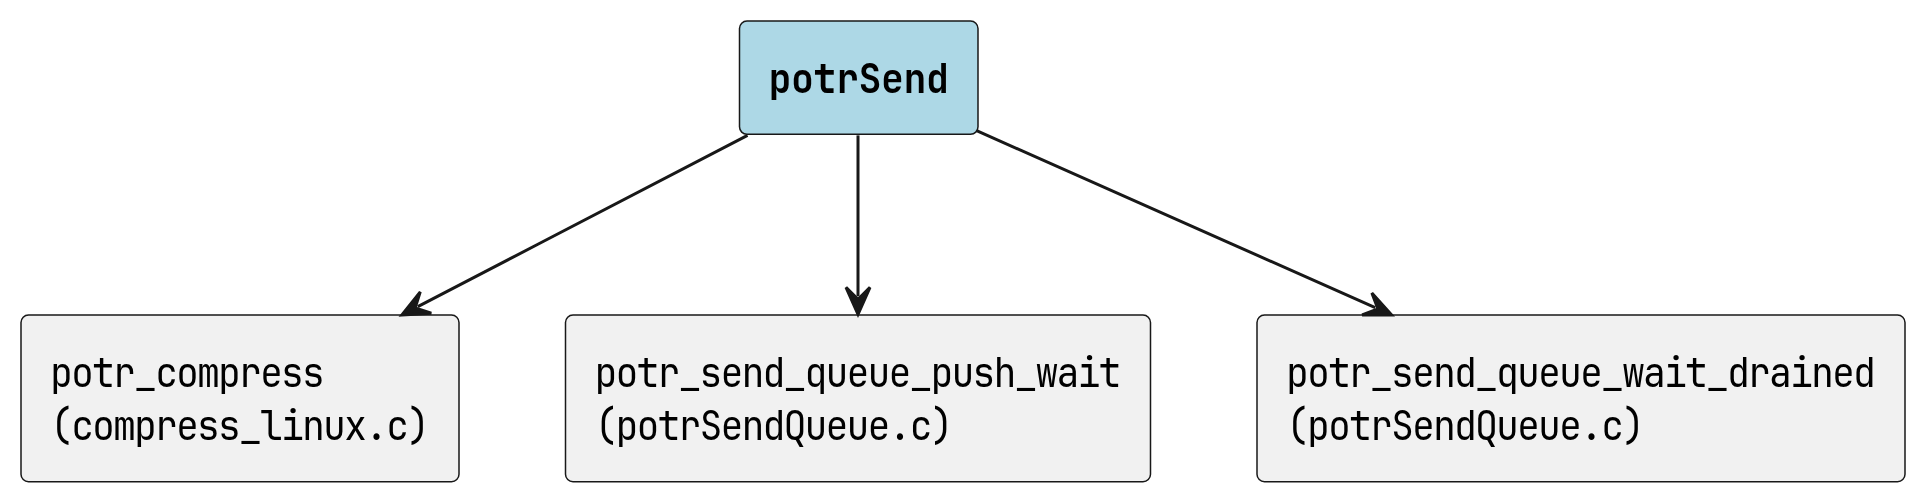 potrSend
potr_compress
(compress_linux.c)
potr_send_queue_push_wait
(potrSendQueue.c)
potr_send_queue_wait_drained
(potrSendQueue.c)